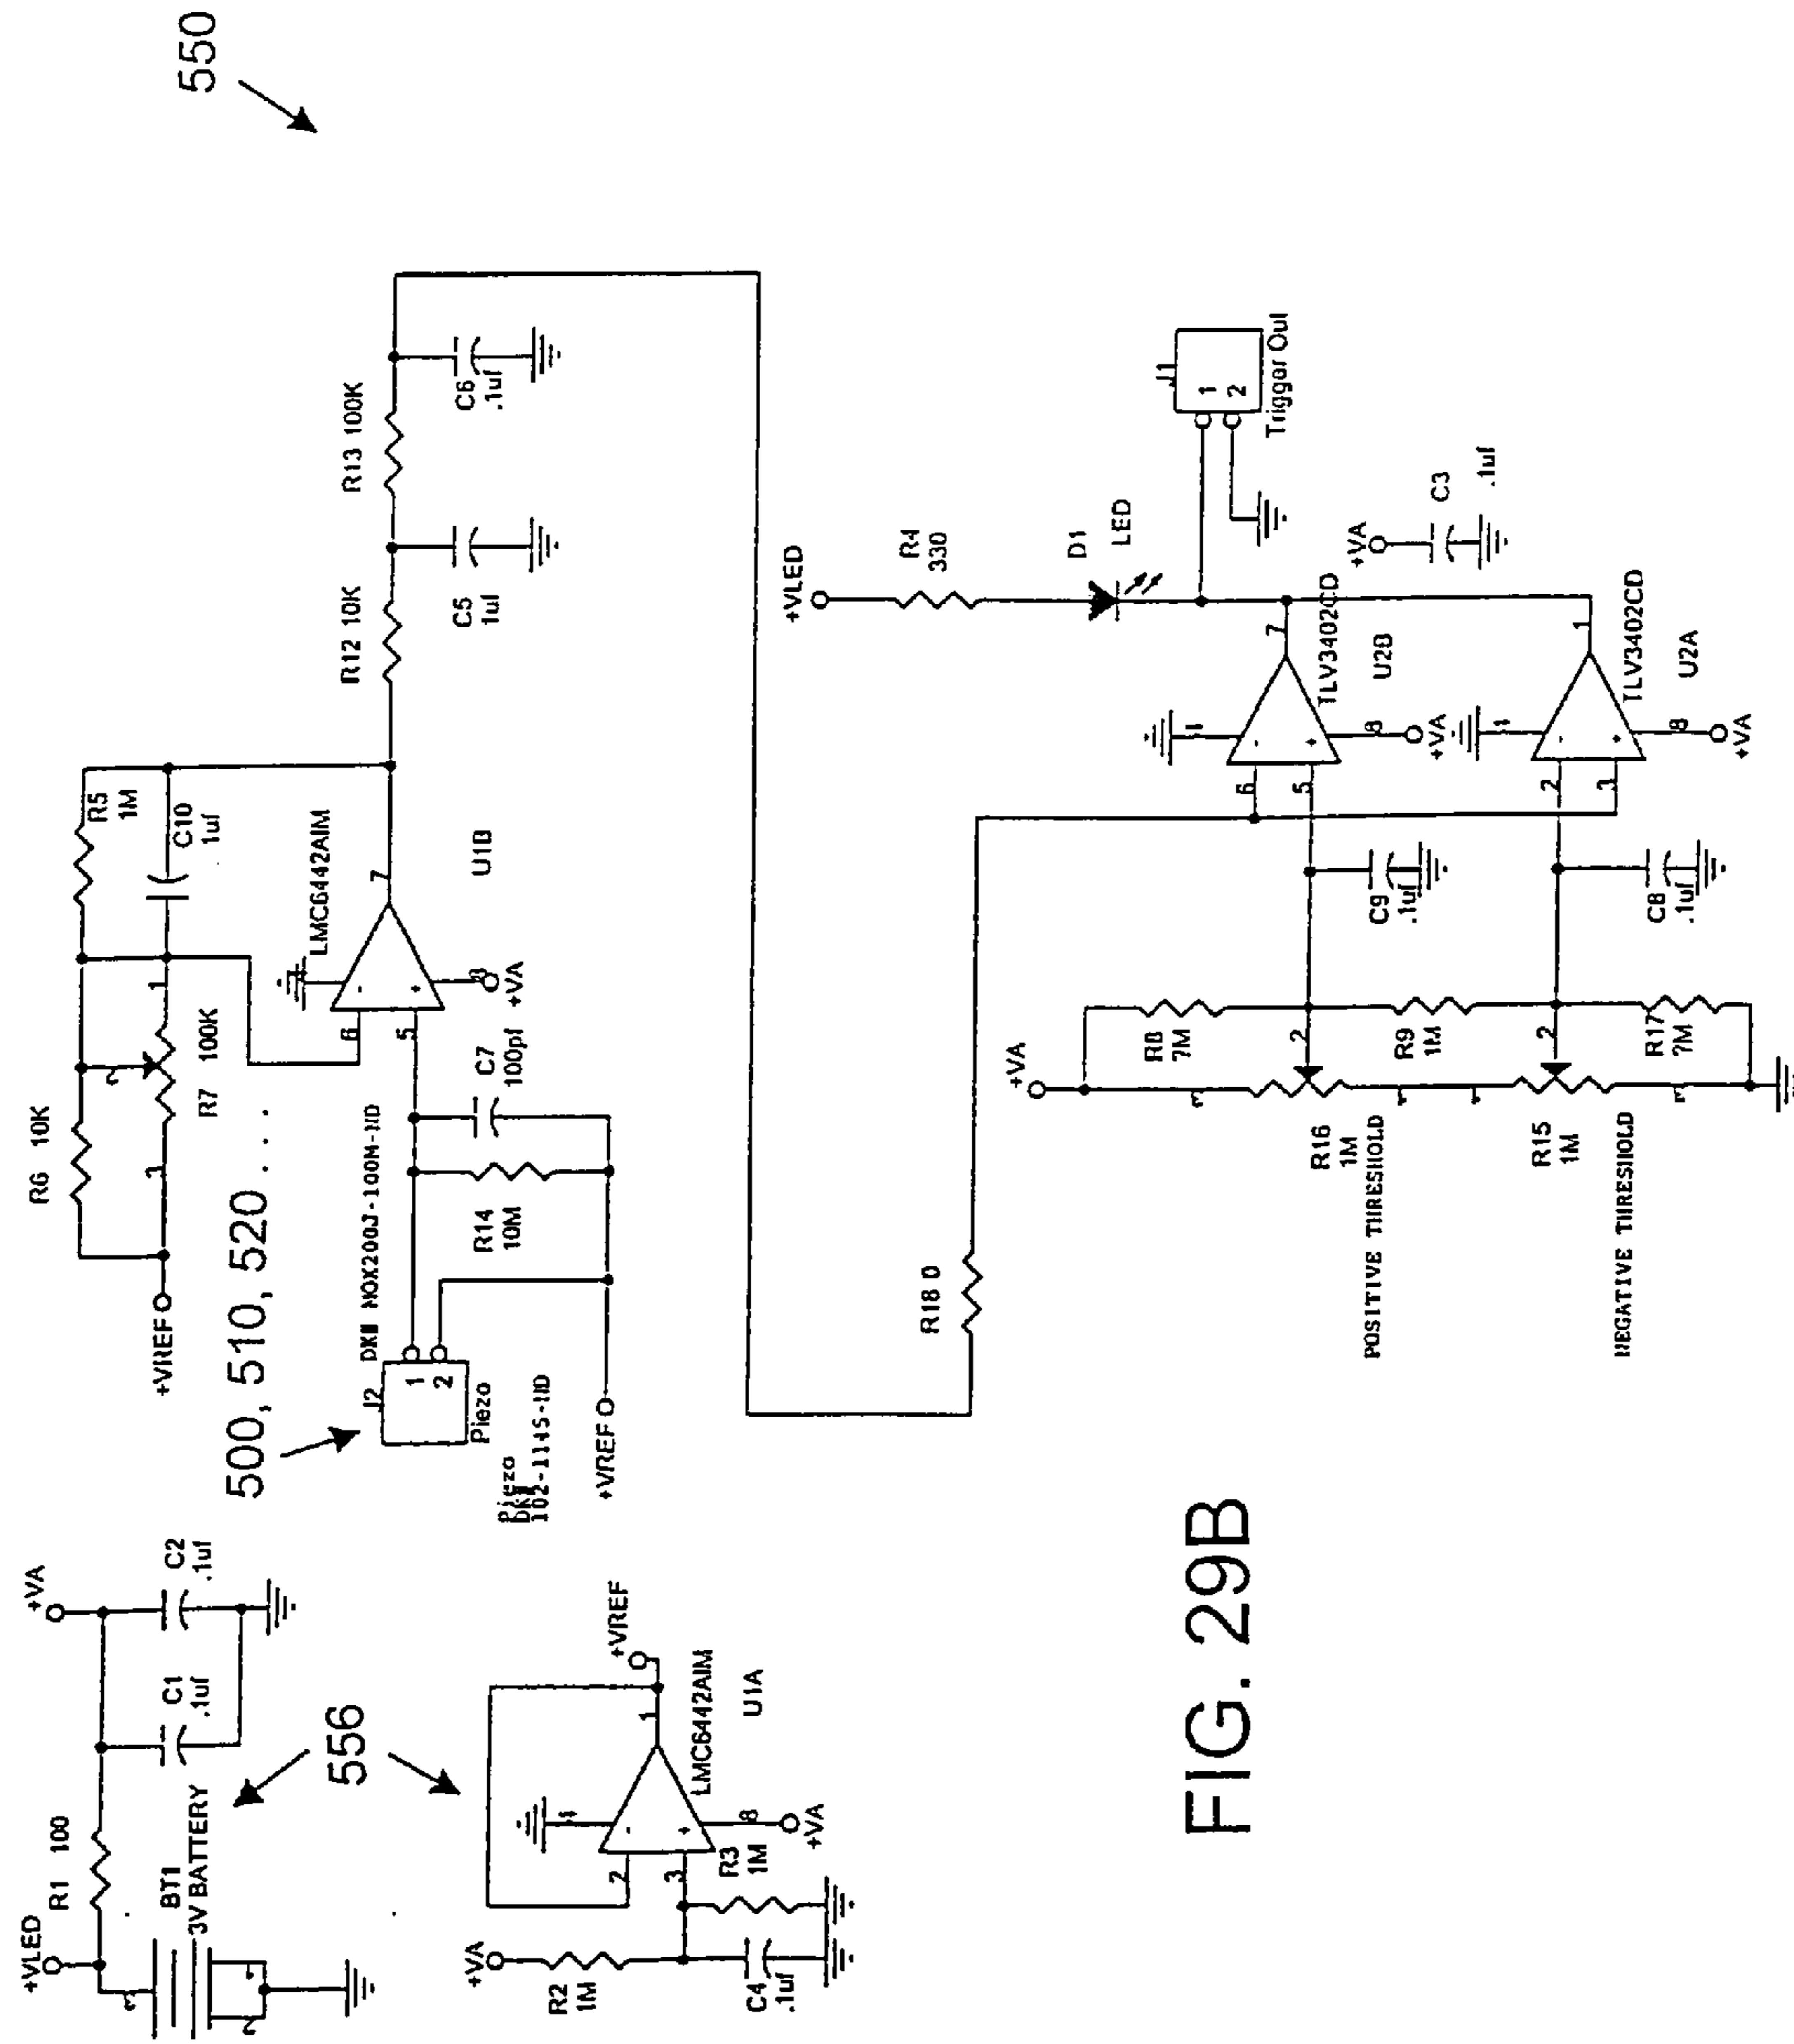 550
+VLED
R1 100
BT1
3V BATTERY
+VA
C1
.1uf
C2
.1uf
556
+VA
R2
1M
C4
.1uf
R3
1M
2
3
1
8
+VA
LMC6442AIM
U1A
+VREF
+VREF
R6 10K
R7 100K
1
R5
1M
C10
1uf
500, 510, 520...
J2
1
2
Piezo
Piezo
102-1145-ND
+VREF
R14
10M
C7
100pf
6
5
7
8
+VA
LMC6442AIM
U1B
R12 10K
C5
1uf
R13 100K
C6
.1uf
R18 0
+VLED
R4
330
D1
LED
J1
1
2
Trigger Out
+VA
C3
.1uf
6
5
7
8
+VA
TLV3402CD
U2B
2
3
1
8
+VA
TLV3402CD
U2A
C9
.1uf
C8
.1uf
+VA
R8
7M
R9
1M
R17
7M
2
2
R16
1M
POSITIVE THRESHOLD
R15
1M
NEGATIVE THRESHOLD
FIG. 29B